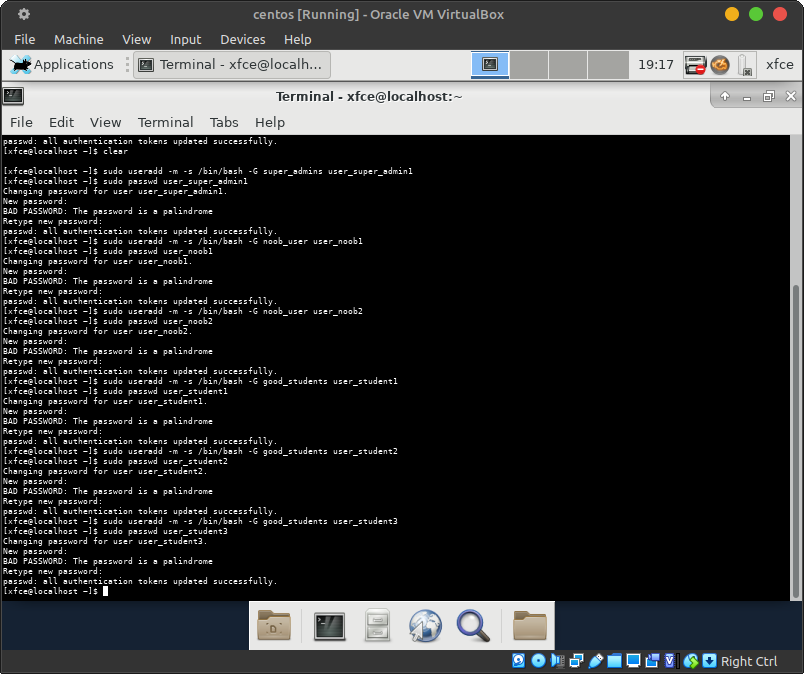 centos [Running] - Oracle VM VirtualBox
File Machine View Input Devices Help
Applications
Terminal - xfce@localh...
19:17
xfce
Terminal - xfce@localhost:~
File Edit View Terminal Tabs Help
passwd: all authentication tokens updated successfully.
[xfce@localhost ~]$ clear
[xfce@localhost ~]$ sudo useradd -m -s /bin/bash -G super_admins user_super_admin1
[xfce@localhost ~]$ sudo passwd user_super_admin1
Changing password for user user_super_admin1.
New password:
BAD PASSWORD: The password is a palindrome
Retype new password:
passwd: all authentication tokens updated successfully.
[xfce@localhost ~]$ sudo useradd -m -s /bin/bash -G noob_user user_noob1
[xfce@localhost ~]$ sudo passwd user_noob1
Changing password for user user_noob1.
New password:
BAD PASSWORD: The password is a palindrome
Retype new password:
passwd: all authentication tokens updated successfully.
[xfce@localhost ~]$ sudo useradd -m -s /bin/bash -G noob_user user_noob2
[xfce@localhost ~]$ sudo passwd user_noob2
Changing password for user user_noob2.
New password:
BAD PASSWORD: The password is a palindrome
Retype new password:
passwd: all authentication tokens updated successfully.
[xfce@localhost ~]$ sudo useradd -m -s /bin/bash -G good_students user_student1
[xfce@localhost ~]$ sudo passwd user_student1
Changing password for user user_student1.
New password:
BAD PASSWORD: The password is a palindrome
Retype new password:
passwd: all authentication tokens updated successfully.
[xfce@localhost ~]$ sudo useradd -m -s /bin/bash -G good_students user_student2
[xfce@localhost ~]$ sudo passwd user_student2
Changing password for user user_student2.
New password:
BAD PASSWORD: The password is a palindrome
Retype new password:
passwd: all authentication tokens updated successfully.
[xfce@localhost ~]$ sudo useradd -m -s /bin/bash -G good_students user_student3
[xfce@localhost ~]$ sudo passwd user_student3
Changing password for user user_student3.
New password:
BAD PASSWORD: The password is a palindrome
Retype new password:
passwd: all authentication tokens updated successfully.
[xfce@localhost ~]$
Right Ctrl